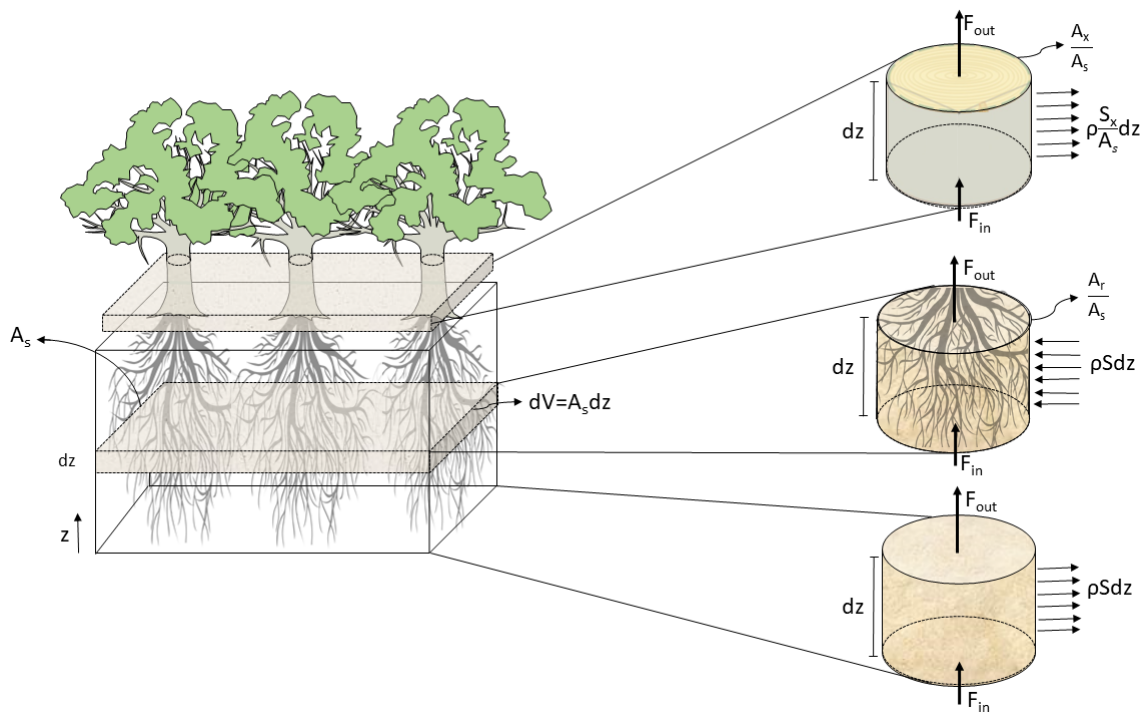 F_out
A_x
A_s
dz
ρ S_x/A_s dz
F_in
A_s
dV=A_sdz
dz
z
F_out
A_r
A_s
dz
ρSdz
F_in
F_out
dz
ρSdz
F_in